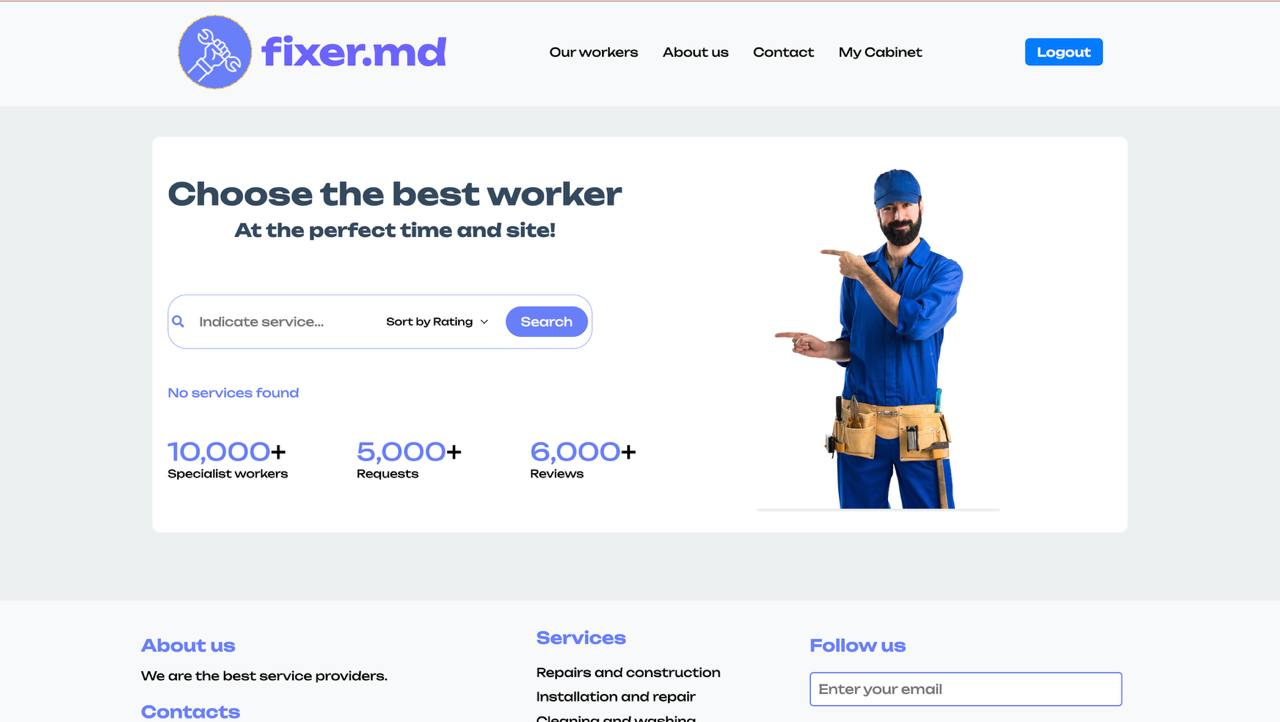 fixer.md
Our workers
About us
Contact
My Cabinet
Logout
Choose the best worker
At the perfect time and site!
Indicate service...
Sort by Rating
Search
No services found
10,000+
Specialist workers
5,000+
Requests
6,000+
Reviews
About us
We are the best service providers.
Contacts
Services
Repairs and construction
Installation and repair
Cleaning and washing
Follow us
Enter your email